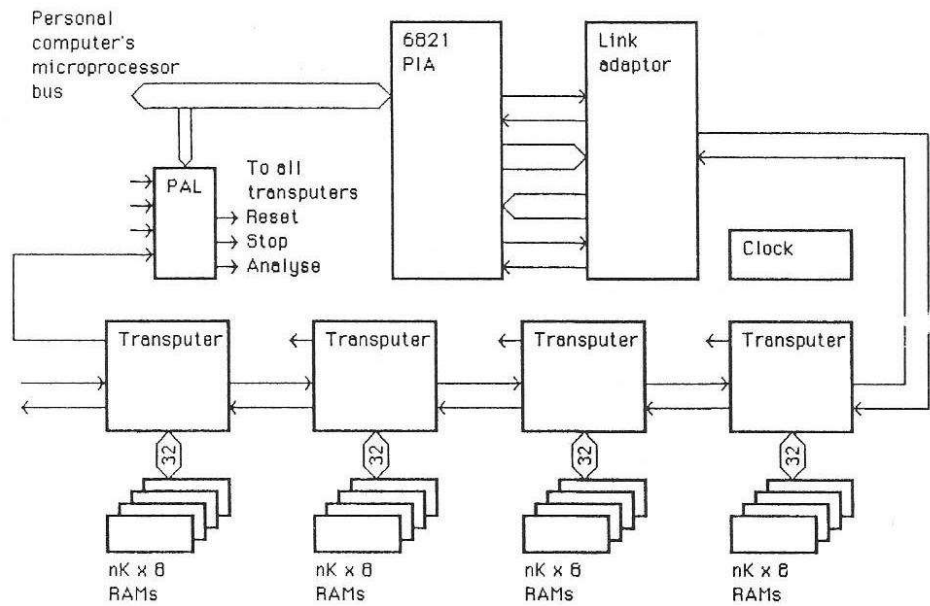 Personal
computer's
microprocessor
bus
6821
PIA
Link
adaptor
PAL
To all
transputers
Reset
Stop
Analyse
Clock
Transputer
Transputer
Transputer
Transputer
32
32
32
32
nK x 8
RAMs
nK x 8
RAMs
nK x 8
RAMs
nK x 8
RAMs